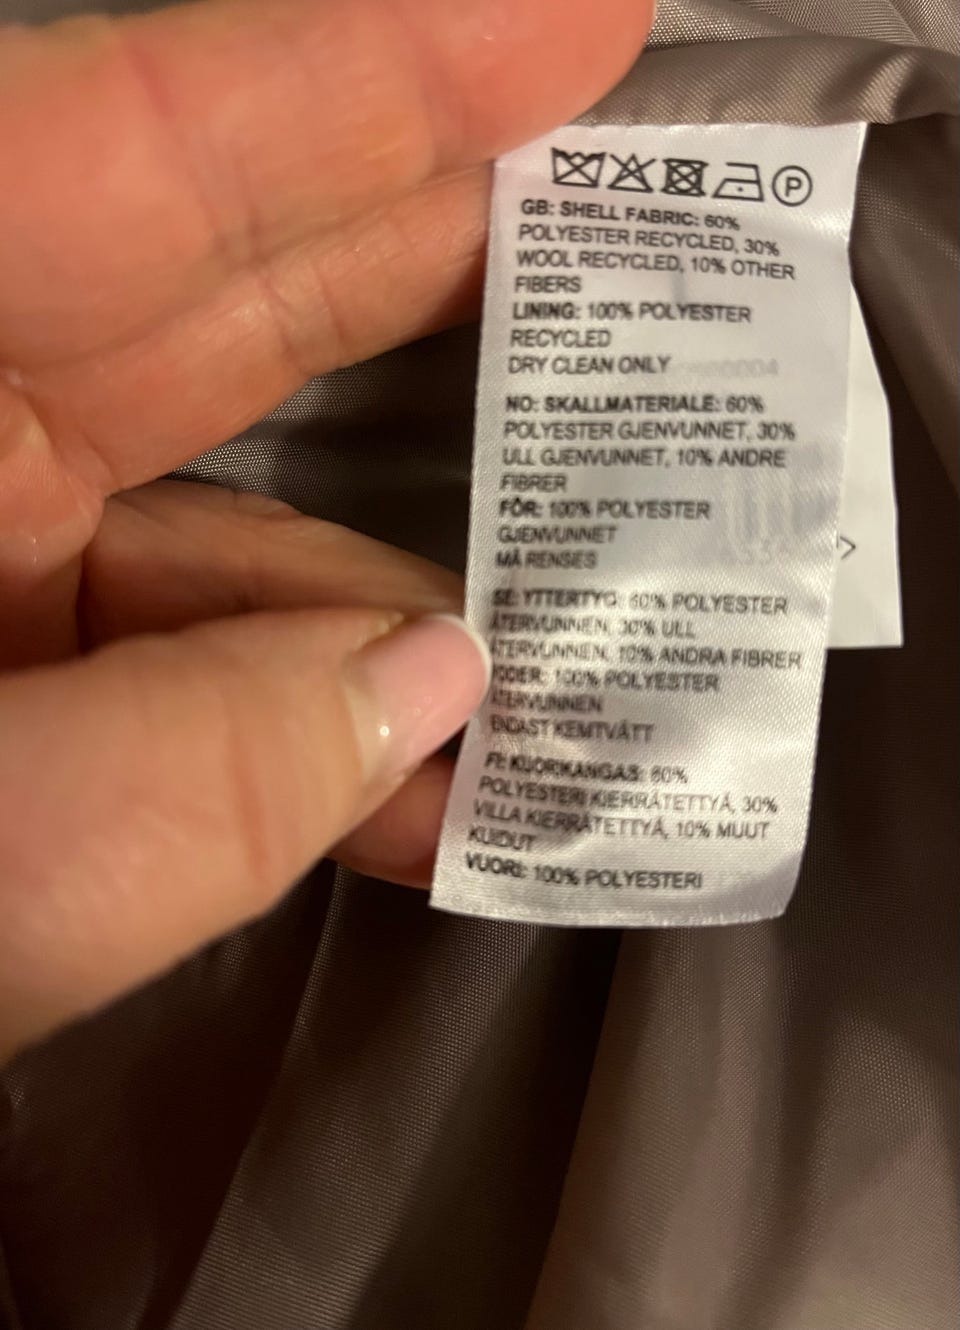 P
GB: SHELL FABRIC: 60%
POLYESTER RECYCLED, 30%
WOOL RECYCLED, 10% OTHER
FIBERS
LINING: 100% POLYESTER
RECYCLED
DRY CLEAN ONLY
NO: SKALLMATERIALE: 60%
POLYESTER GJENVUNNET, 30%
ULL GJENVUNNET, 10% ANDRE
FIBRER
FÔR: 100% POLYESTER
GJENVUNNET
MÅ RENSES
SE: YTTERTYG: 60% POLYESTER
ÅTERVUNNEN, 30% ULL
ÅTERVUNNEN, 10% ANDRA FIBRER
100% POLYESTER
ÅTERVUNNEN
ENDAST KEMTVÄTT
FI: KUORIKANGAS: 60%
POLYESTERI KIERRÄTETTYÄ, 30%
VILLA KIERRÄTETTYÄ, 10% MUUT
KUIDUT
VUORI: 100% POLYESTERI